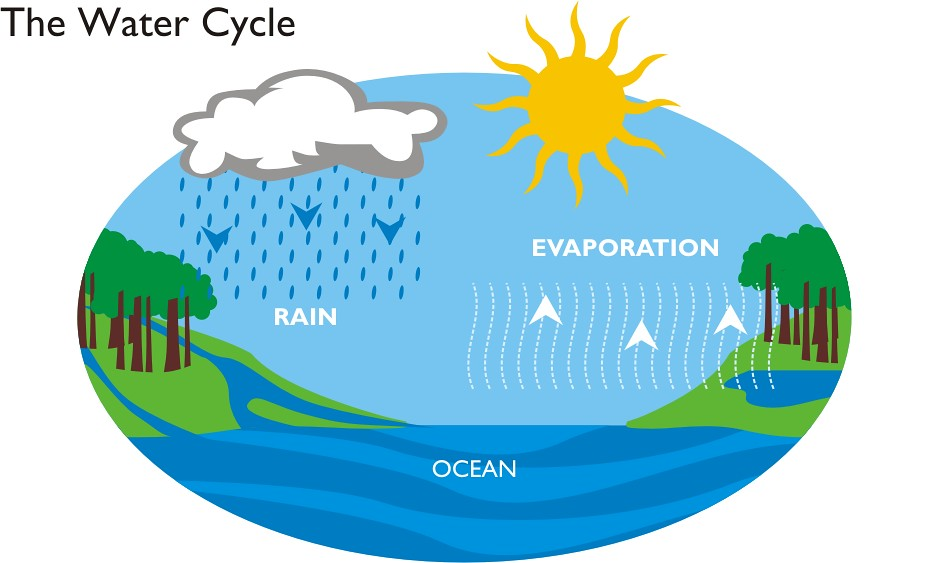 The Water Cycle
EVAPORATION
RAIN
OCEAN